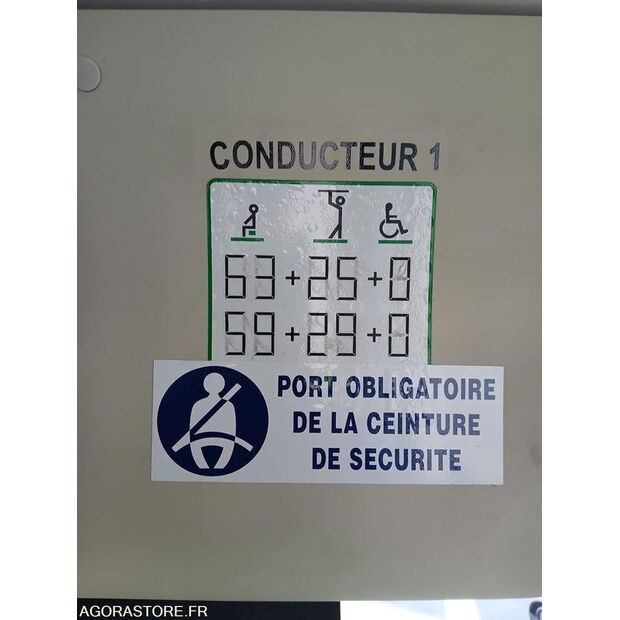 CONDUCTEUR 1
63 + 25 + 0
59 + 29 + 0
PORT OBLIGATOIRE
DE LA CEINTURE
DE SECURITE
AGORASTORE.FR